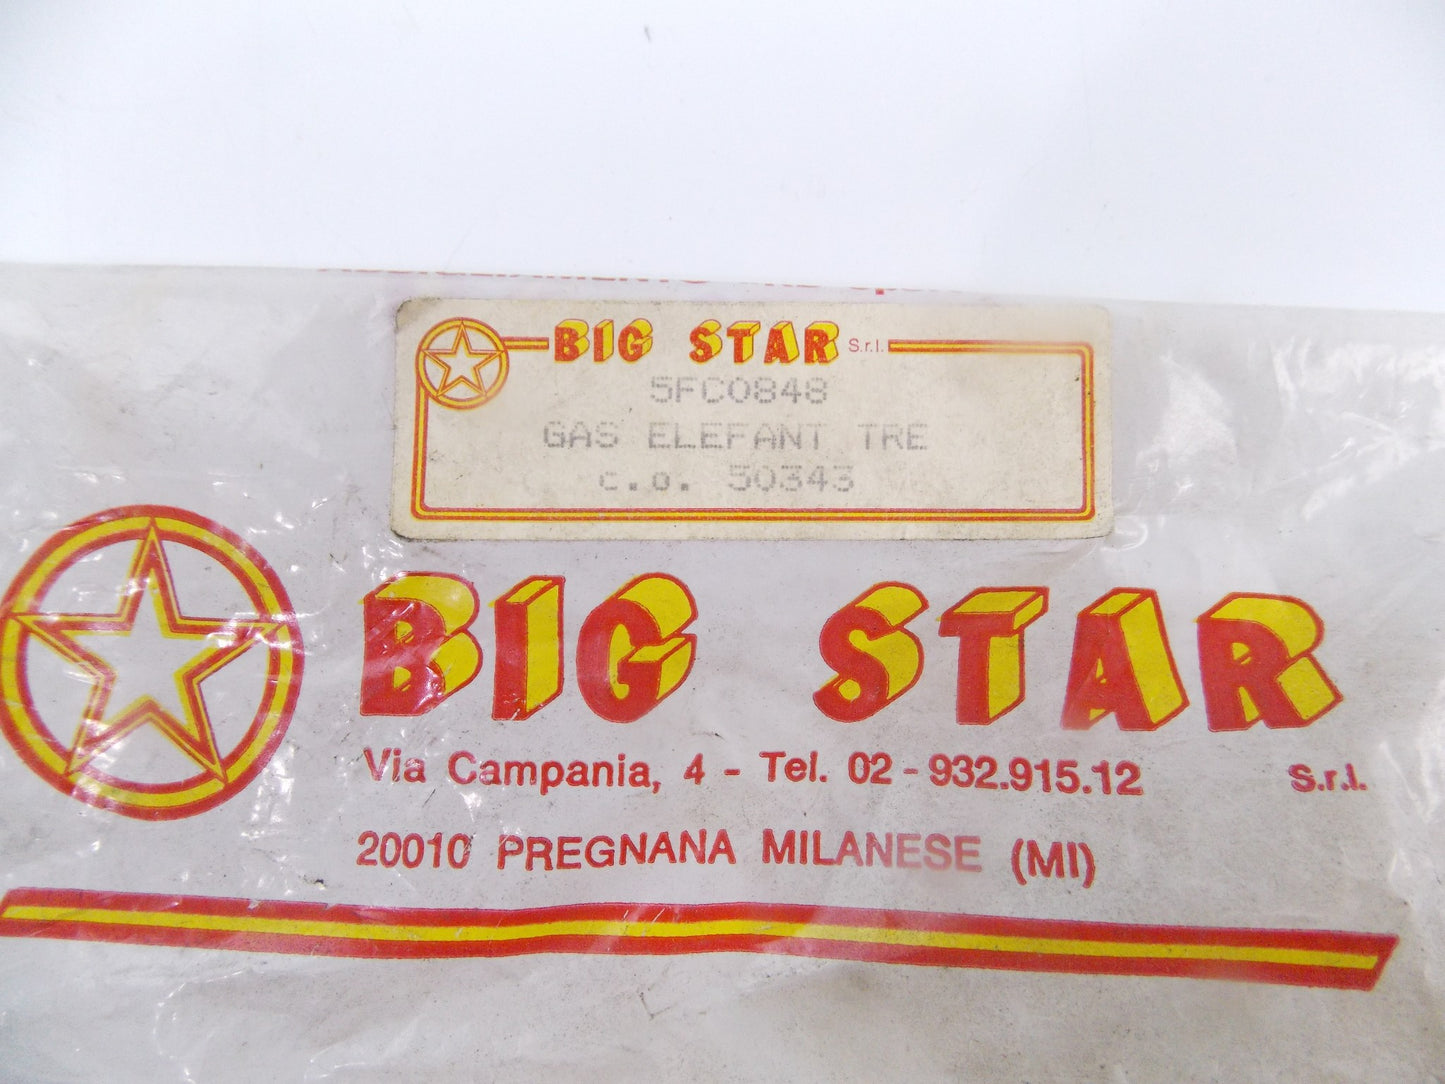 BIG STAR S.r.l.
5FC0848
GAS ELEFANT TRE
c.o. 50343
BIG STAR
S.r.l.
Via Campania, 4 - Tel. 02-932.915.12
20010 PREGNANA MILANESE (MI)